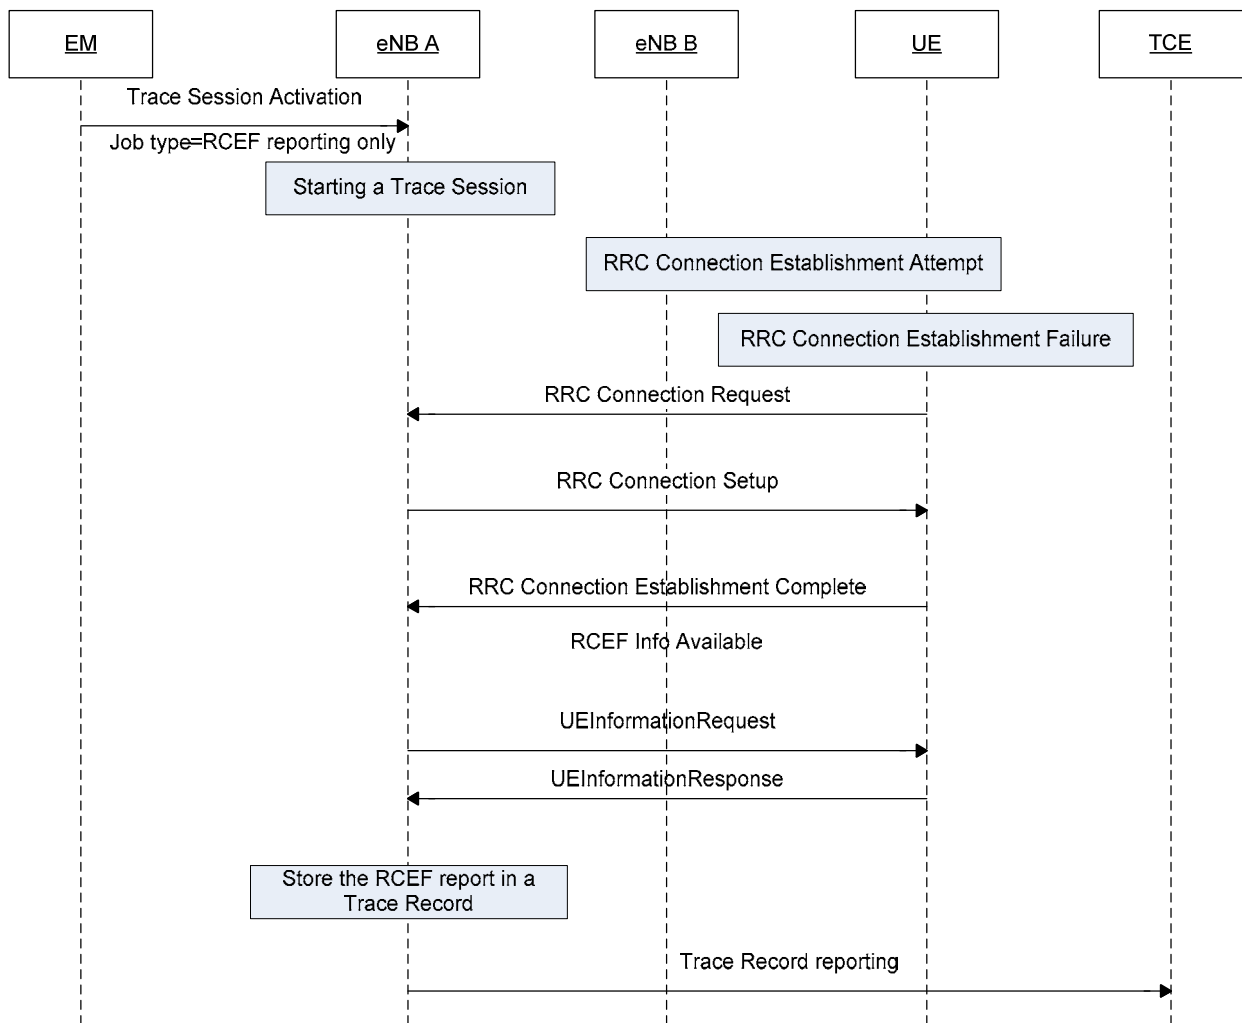 EM
eNB A
eNB B
UE
TCE
Trace Session Activation
Job type=RCEF reporting only
Starting a Trace Session
RRC Connection Establishment Attempt
RRC Connection Establishment Failure
RRC Connection Request
RRC Connection Setup
RRC Connection Establishment Complete
RCEF Info Available
UEInformationRequest
UEInformationResponse
Store the RCEF report in a
Trace Record
Trace Record reporting